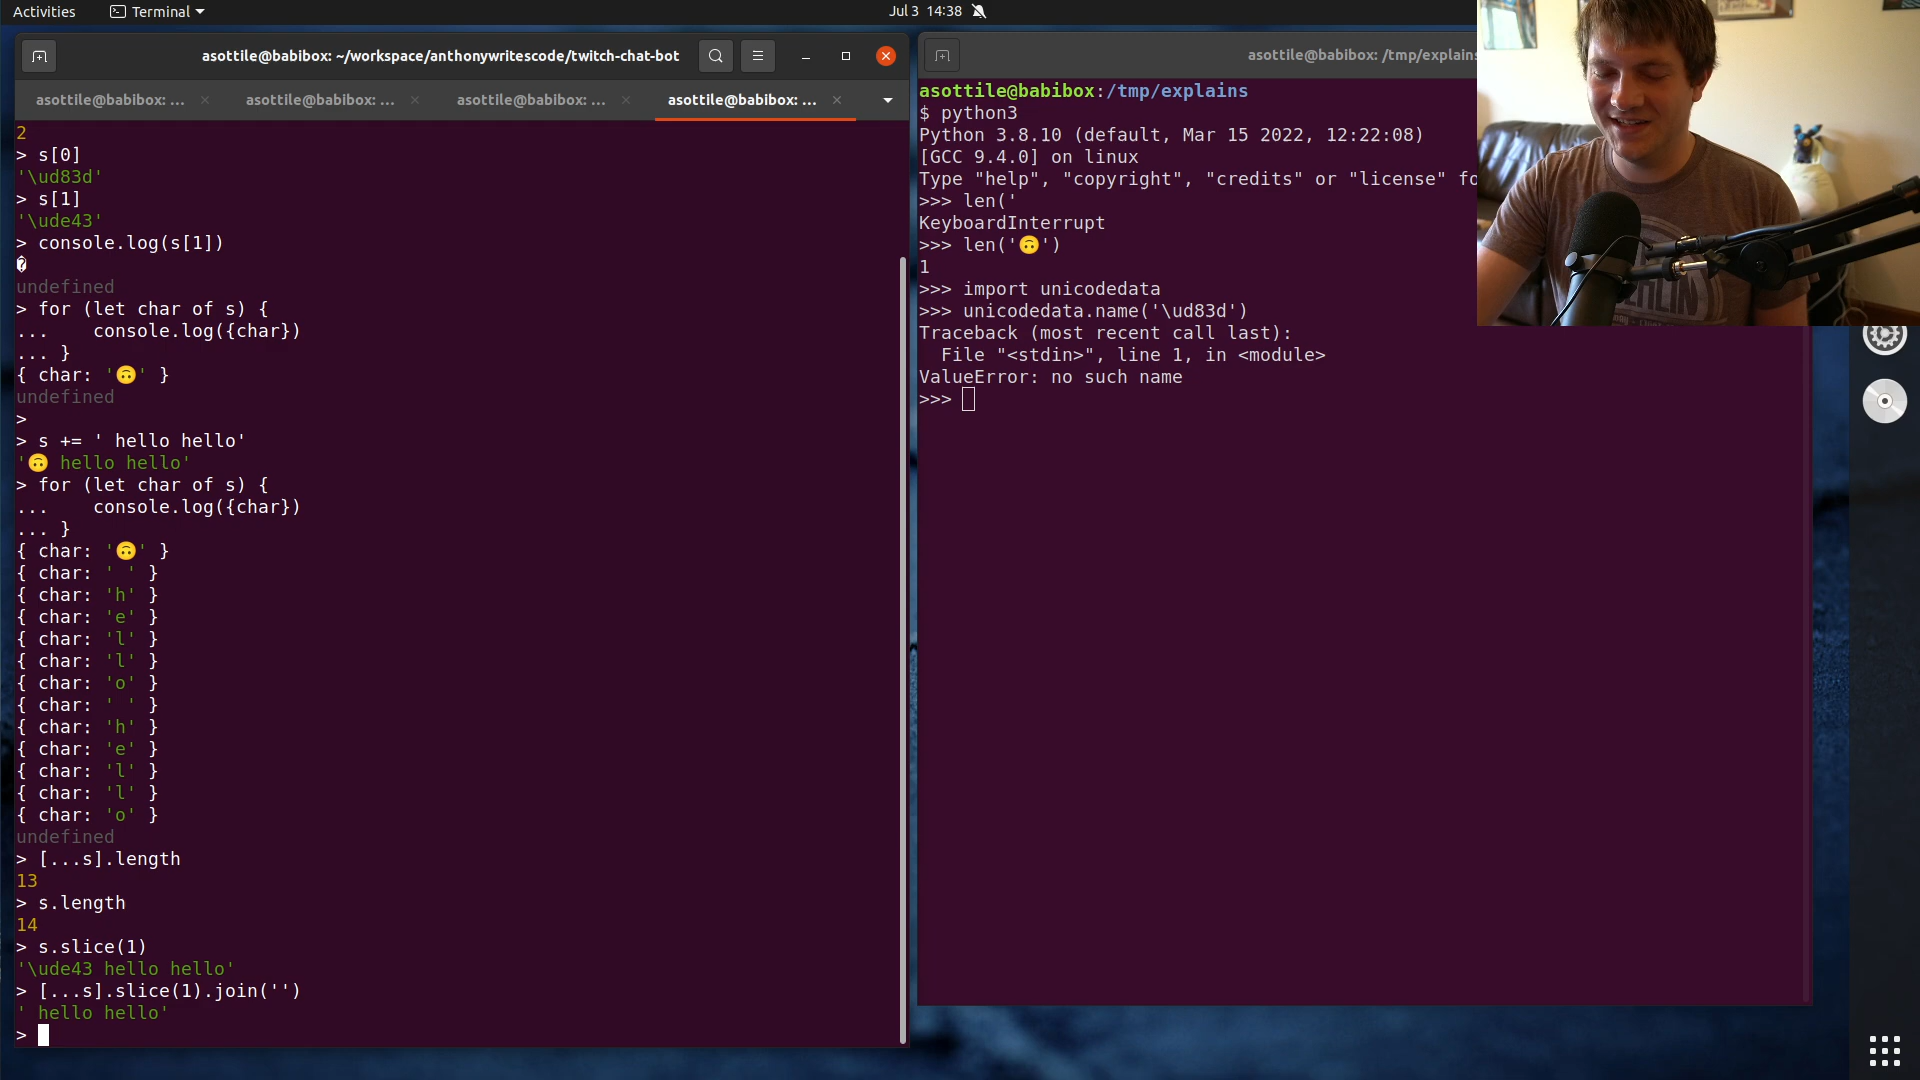 Activities
Terminal
Jul 3 14:38
asottile@babibox: ~/workspace/anthonywritescode/twitch-chat-bot
asottile@babibox: ...
asottile@babibox: ...
asottile@babibox: ...
asottile@babibox: ...
2
> s[0]
'\ud83d'
> s[1]
'\ude43'
> console.log(s[1])
�
undefined
> for (let char of s) {
...    console.log({char})
... }
{ char: '🙃' }
undefined
>
> s += ' hello hello'
'🙃 hello hello'
> for (let char of s) {
...    console.log({char})
... }
{ char: '🙃' }
{ char: ' ' }
{ char: 'h' }
{ char: 'e' }
{ char: 'l' }
{ char: 'l' }
{ char: 'o' }
{ char: ' ' }
{ char: 'h' }
{ char: 'e' }
{ char: 'l' }
{ char: 'l' }
{ char: 'o' }
undefined
> [...s].length
13
> s.length
14
> s.slice(1)
'\ude43 hello hello'
> [...s].slice(1).join('')
' hello hello'
>
asottile@babibox: /tmp/explains
asottile@babibox:/tmp/explains
$ python3
Python 3.8.10 (default, Mar 15 2022, 12:22:08)
[GCC 9.4.0] on linux
Type "help", "copyright", "credits" or "license" fo
>>> len('
KeyboardInterrupt
>>> len('🙃')
1
>>> import unicodedata
>>> unicodedata.name('\ud83d')
Traceback (most recent call last):
  File "<stdin>", line 1, in <module>
ValueError: no such name
>>>